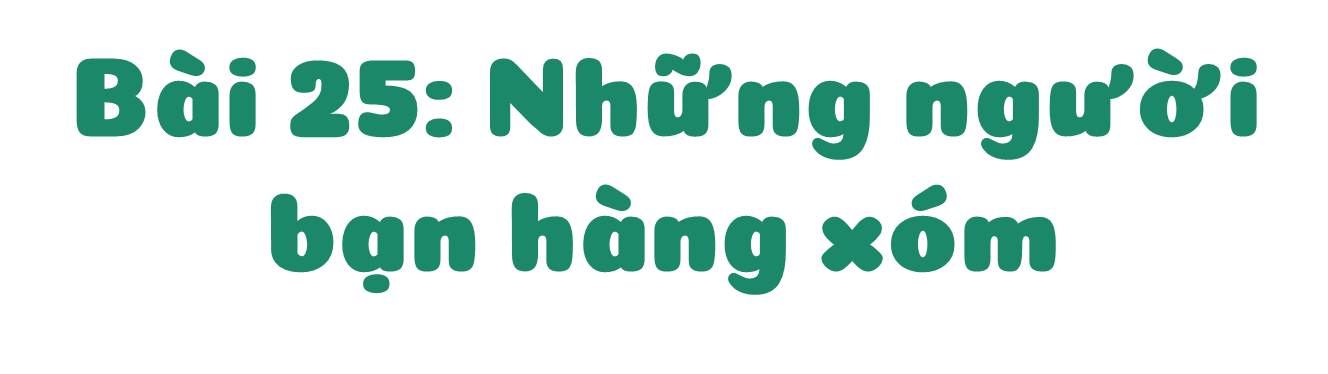 Bài 25: Những người
bạn hàng xóm